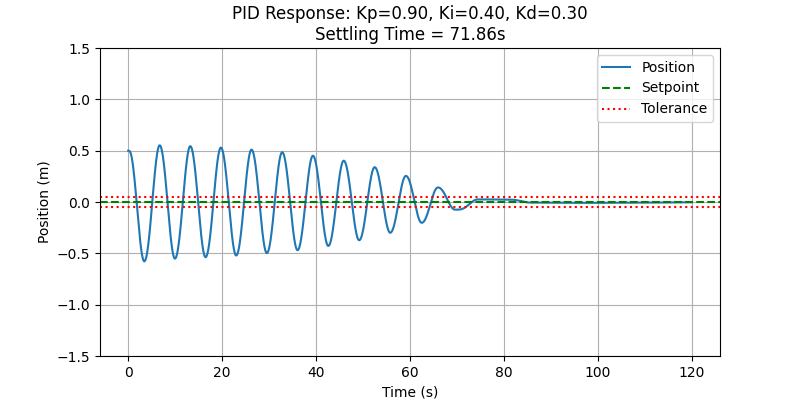 PID Response: Kp=0.90, Ki=0.40, Kd=0.30
Settling Time = 71.86s
Position
Setpoint
Tolerance
1.5
1.0
0.5
0.0
−0.5
−1.0
−1.5
Position (m)
0 20 40 60 80 100 120
Time (s)